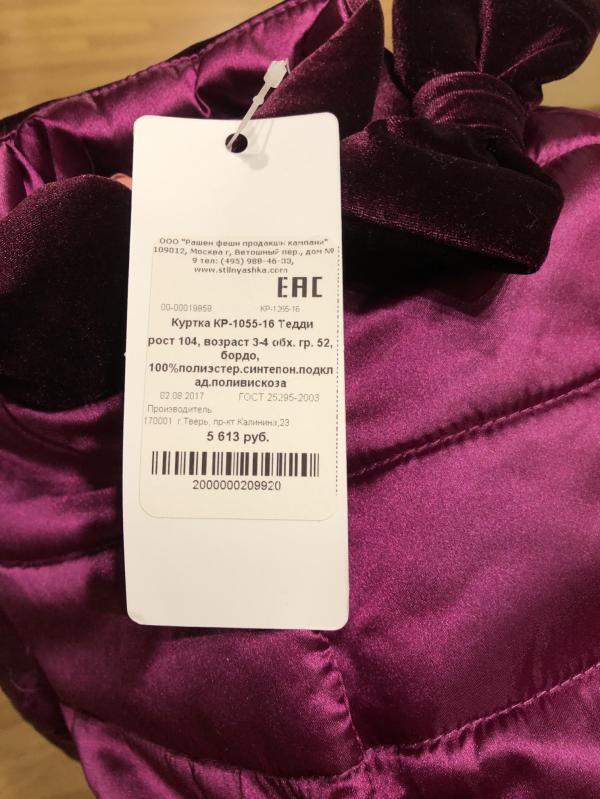 ООО "Рашен фешн продакшн кампани"
109012, Москва г, Ветошный пер., дом №
9 тел: (495) 988-46-33,
www.stilnyashka.com
EAC
00-00019859 КР-1055-16
Куртка КР-1055-16 Тедди
рост 104, возраст 3-4 обх. гр. 52,
бордо,
100%полиэстер.синтепон.подкл
ад.поливискоза
02.08.2017 ГОСТ 25295-2003
Производитель
170001 г.Тверь, пр-кт Калинина,23
5 613 руб.
2000000209920